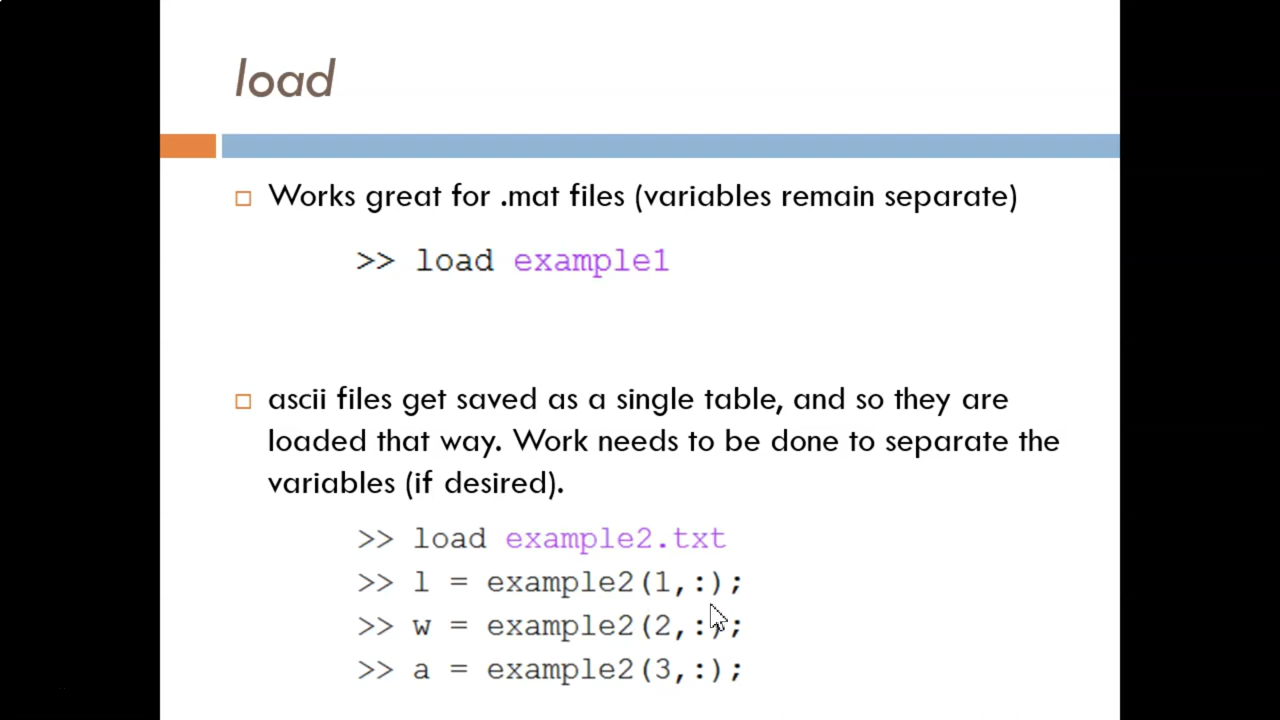 load
Works great for .mat files (variables remain separate)
>> load example1
ascii files get saved as a single table, and so they are
loaded that way. Work needs to be done to separate the
variables (if desired).
>> load example2.txt
>> l = example2(1,:);
>> w = example2(2,:);
>> a = example2(3,:);